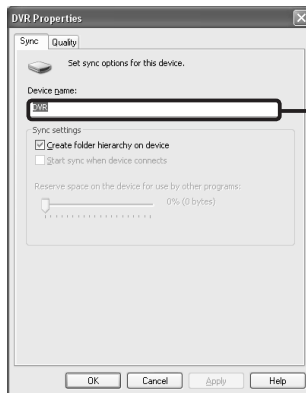 DVR Properties
Sync Quality
Set sync options for this device.
Device name:
DVR
Sync settings
Create folder hierarchy on device
Start sync when device connects
Reserve space on the device for use by other programs:
0% (0 bytes)
OK Cancel Apply Help